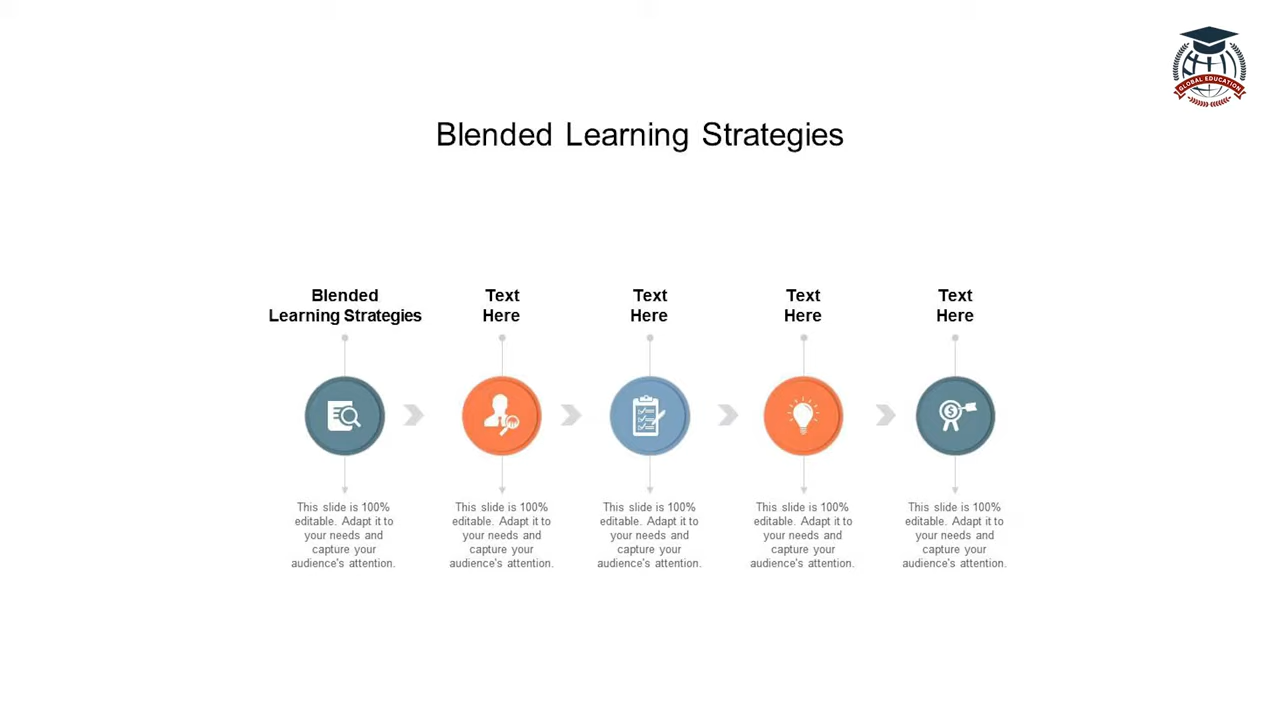 GLOBAL EDUCATION
Blended Learning Strategies
Blended
Learning Strategies
Text
Here
Text
Here
Text
Here
Text
Here
This slide is 100%
editable. Adapt it to
your needs and
capture your
audience's attention.
This slide is 100%
editable. Adapt it to
your needs and
capture your
audience's attention.
This slide is 100%
editable. Adapt it to
your needs and
capture your
audience's attention.
This slide is 100%
editable. Adapt it to
your needs and
capture your
audience's attention.
This slide is 100%
editable. Adapt it to
your needs and
capture your
audience's attention.